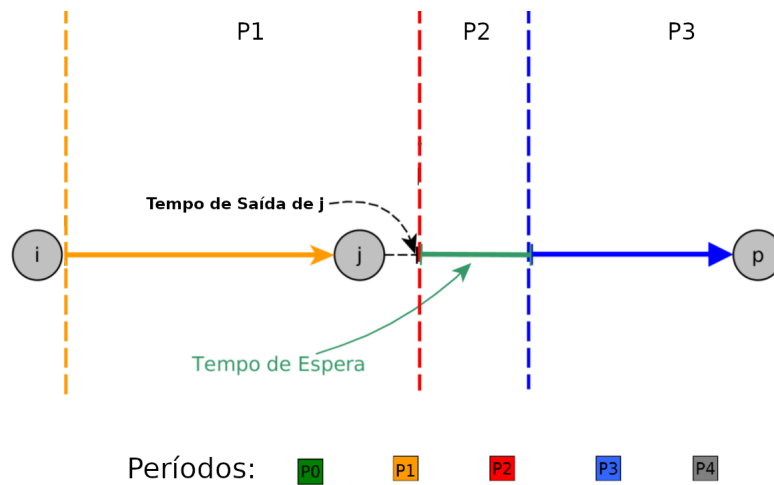 P1 P2 P3
Tempo de Saída de j
i j p
Tempo de Espera
Períodos: P0 P1 P2 P3 P4